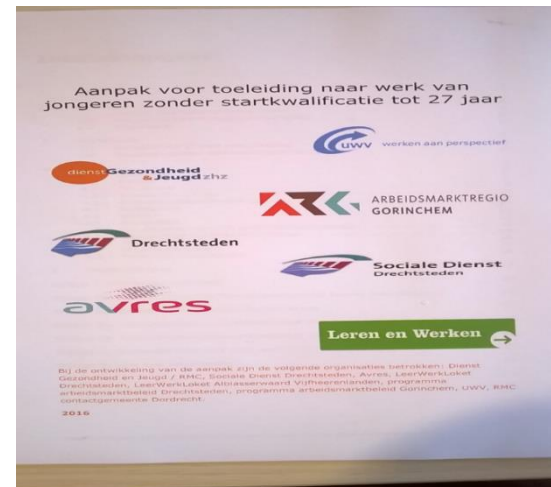 Aanpak voor toeleiding naar werk van
jongeren zonder startkwalificatie tot 27 jaar
uwv werken aan perspectief
dienst Gezondheid
& Jeugd zhz
ARBEIDSMARKTREGIO
GORINCHEM
Drechtsteden
Sociale Dienst
Drechtsteden
avres
Leren en Werken
Bij de ontwikkeling van de aanpak zijn de volgende organisaties betrokken: Dienst
Gezondheid en Jeugd / RMC, Sociale Dienst Drechtsteden, Avres, LeerWerkLoket
Drechtsteden, LeerWerkLoket Alblasserwaard Vijfheerenlanden, programma
arbeidsmarktbeleid Drechtsteden, programma arbeidsmarktbeleid Gorinchem, UWV, RMC
contactgemeente Dordrecht.
2016